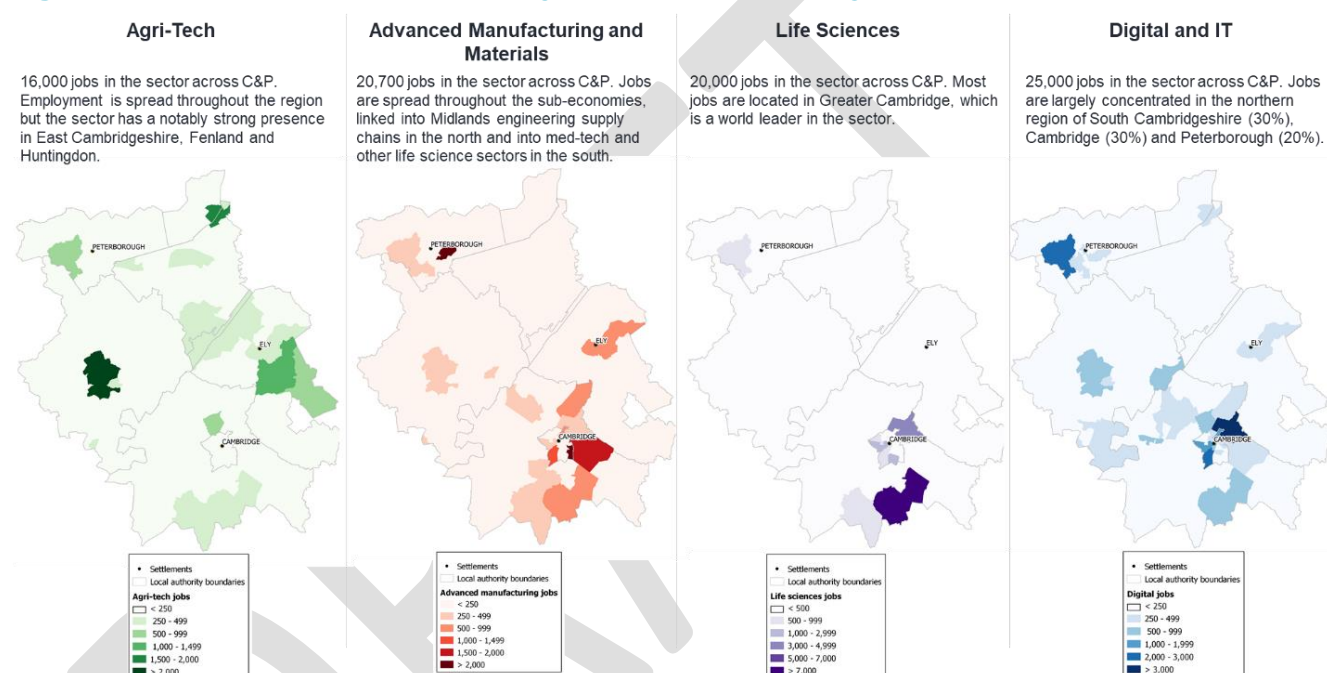 Agri-Tech
16,000 jobs in the sector across C&P.
Employment is spread throughout the region
but the sector has a notably strong presence
in East Cambridgeshire, Fenland and
Huntingdon.
PETERBOROUGH
ELY
CAMBRIDGE
Settlements
Local authority boundaries
Agri-tech jobs
< 250
250 - 499
500 - 999
1,000 - 1,499
1,500 - 2,000
> 2,000
Advanced Manufacturing and
Materials
20,700 jobs in the sector across C&P. Jobs
are spread throughout the sub-economies,
linked into Midlands engineering supply
chains in the north and into med-tech and
other life science sectors in the south.
PETERBOROUGH
ELY
CAMBRIDGE
Settlements
Local authority boundaries
Advanced manufacturing jobs
< 250
250 - 499
500 - 999
1,000 - 1,499
1,500 - 2,000
> 2,000
Life Sciences
20,000 jobs in the sector across C&P. Most
jobs are located in Greater Cambridge, which
is a world leader in the sector.
PETERBOROUGH
ELY
CAMBRIDGE
Settlements
Local authority boundaries
Life sciences jobs
< 500
500 - 999
1,000 - 2,999
3,000 - 4,999
5,000 - 7,000
> 7,000
Digital and IT
25,000 jobs in the sector across C&P. Jobs
are largely concentrated in the northern
region of South Cambridgeshire (30%),
Cambridge (30%) and Peterborough (20%).
PETERBOROUGH
ELY
CAMBRIDGE
Settlements
Local authority boundaries
Digital jobs
< 250
250 - 499
500 - 999
1,000 - 1,999
2,000 - 3,000
> 3,000